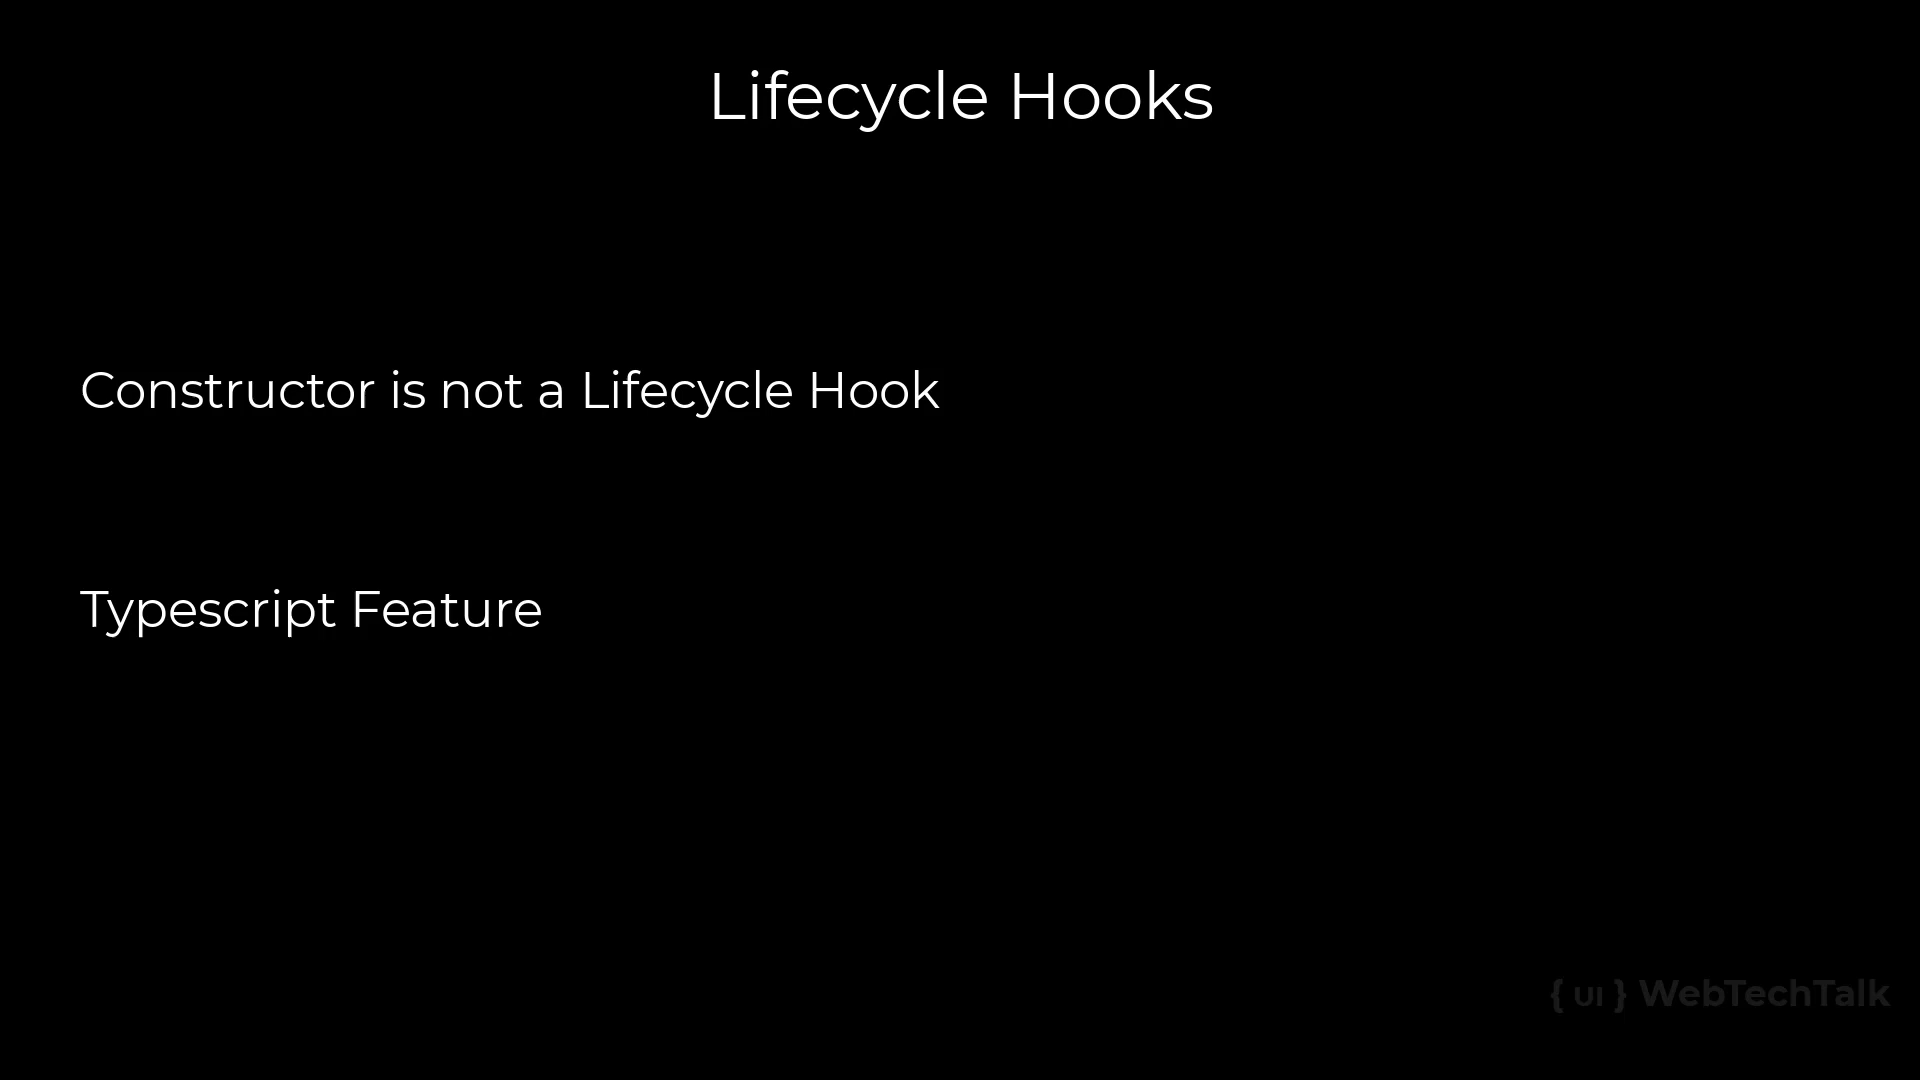 Lifecycle Hooks
Constructor is not a Lifecycle Hook
Typescript Feature
{ UI } WebTechTalk